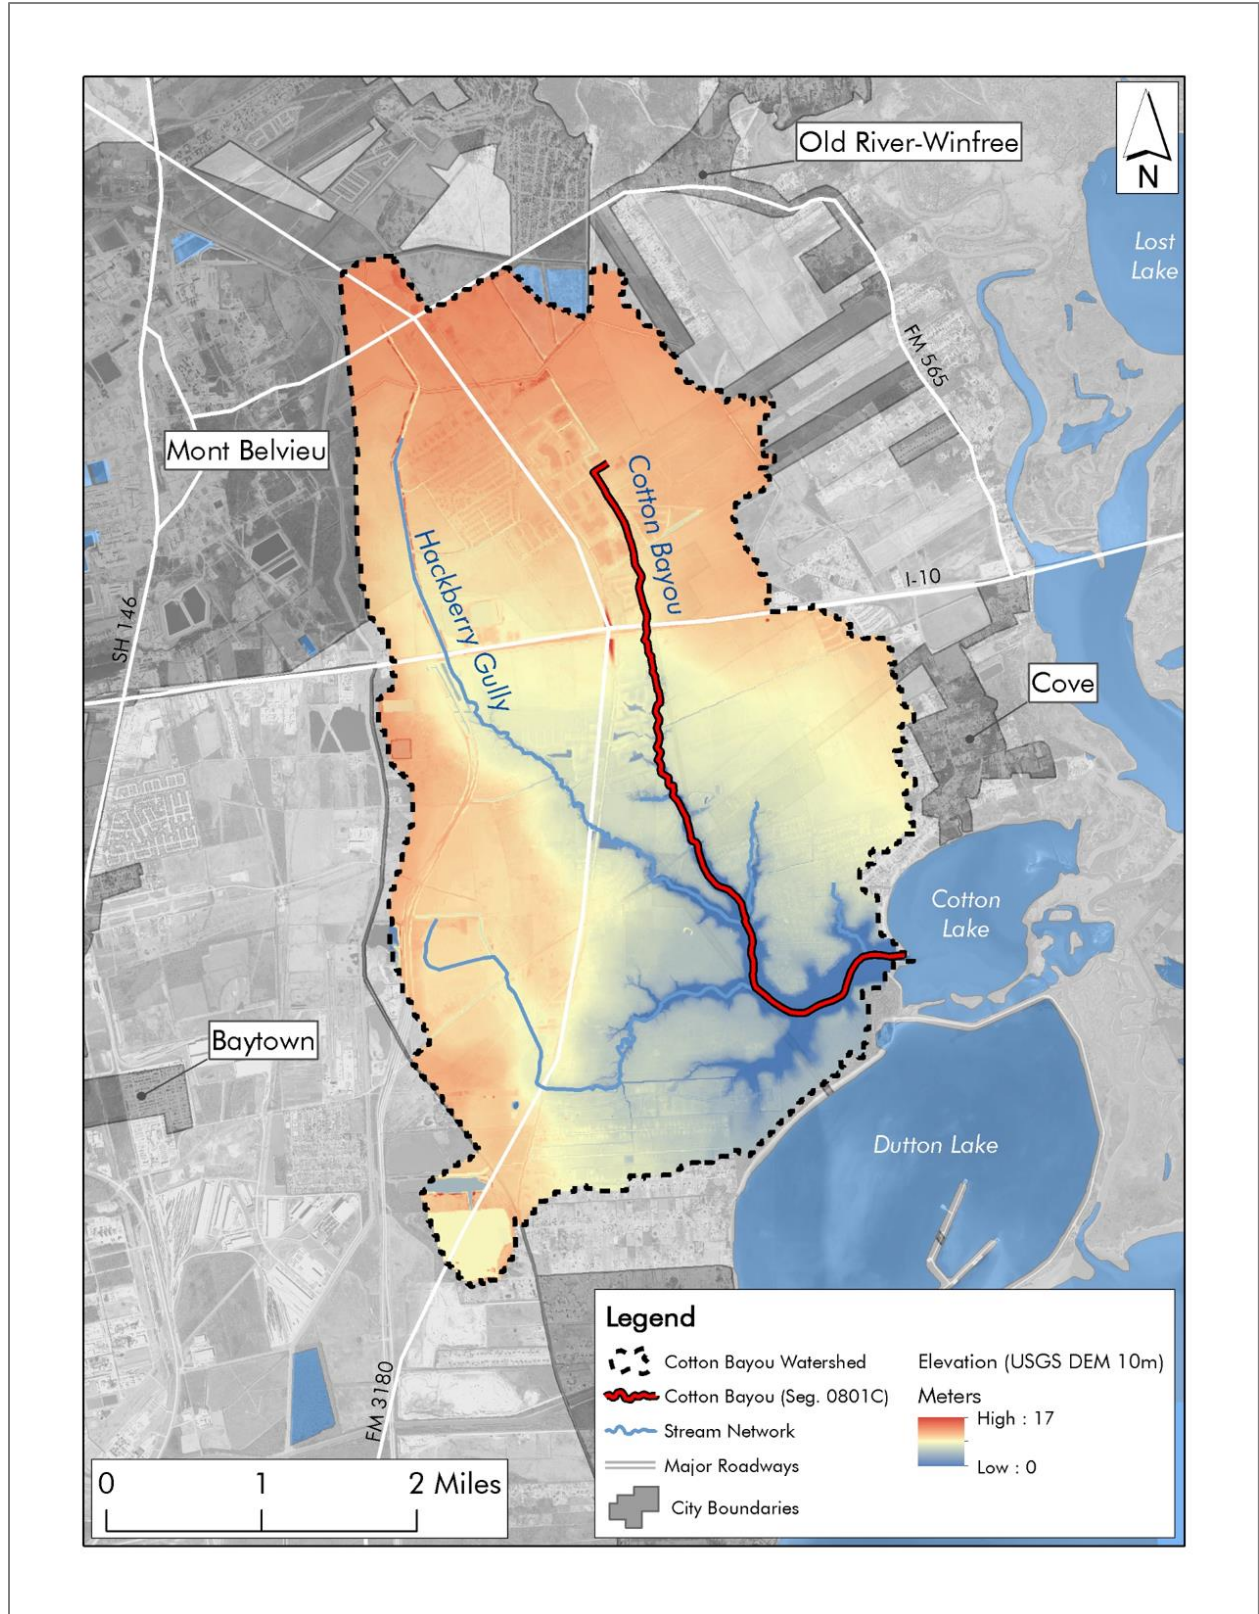 Old River-Winfree
N
Lost
Lake
FM 565
Mont Belvieu
Cotton Bayou
Hackberry Gully
I-10
SH 146
Cove
Cotton
Lake
Baytown
Dutton Lake
FM 3180
Legend
Cotton Bayou Watershed
Cotton Bayou (Seg. 0801C)
Stream Network
Major Roadways
City Boundaries
Elevation (USGS DEM 10m)
Meters
High : 17
Low : 0
0 1 2 Miles